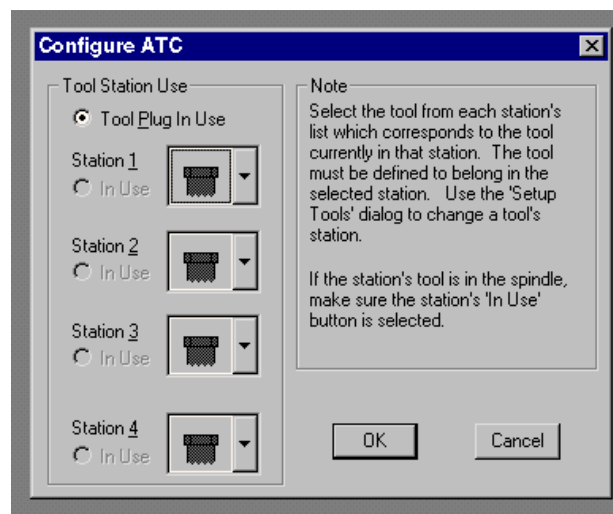 Configure ATC
Tool Station Use
Tool Plug In Use
Station 1
In Use
Station 2
In Use
Station 3
In Use
Station 4
In Use
Note
Select the tool from each station's
list which corresponds to the tool
currently in that station. The tool
must be defined to belong in the
selected station. Use the 'Setup
Tools' dialog to change a tool's
station.
If the station's tool is in the spindle,
make sure the station's 'In Use'
button is selected.
OK
Cancel